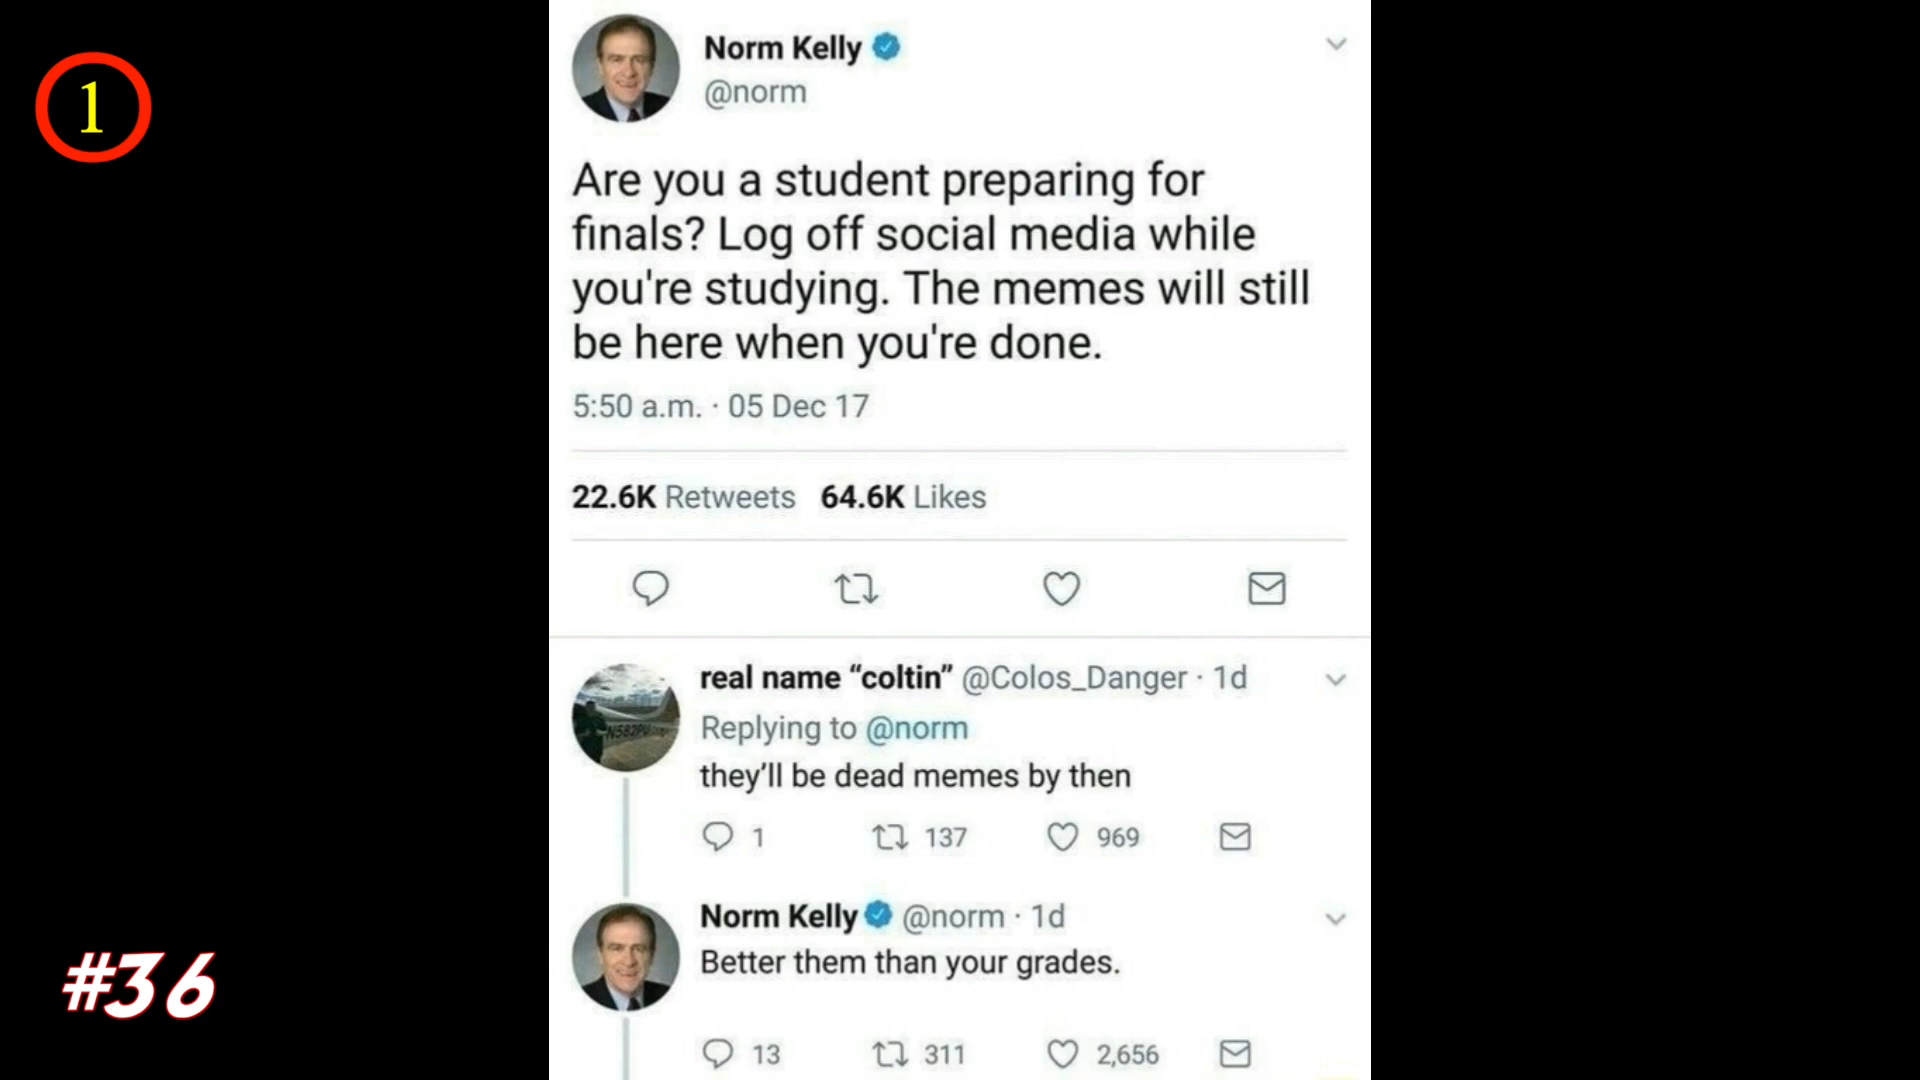 1
Norm Kelly
@norm
Are you a student preparing for
finals? Log off social media while
you're studying. The memes will still
be here when you're done.
5:50 a.m. · 05 Dec 17
22.6K Retweets 64.6K Likes
real name “coltin” @Colos_Danger · 1d
Replying to @norm
they’ll be dead memes by then
1 137 969
Norm Kelly @norm · 1d
Better them than your grades.
13 311 2,656
#36